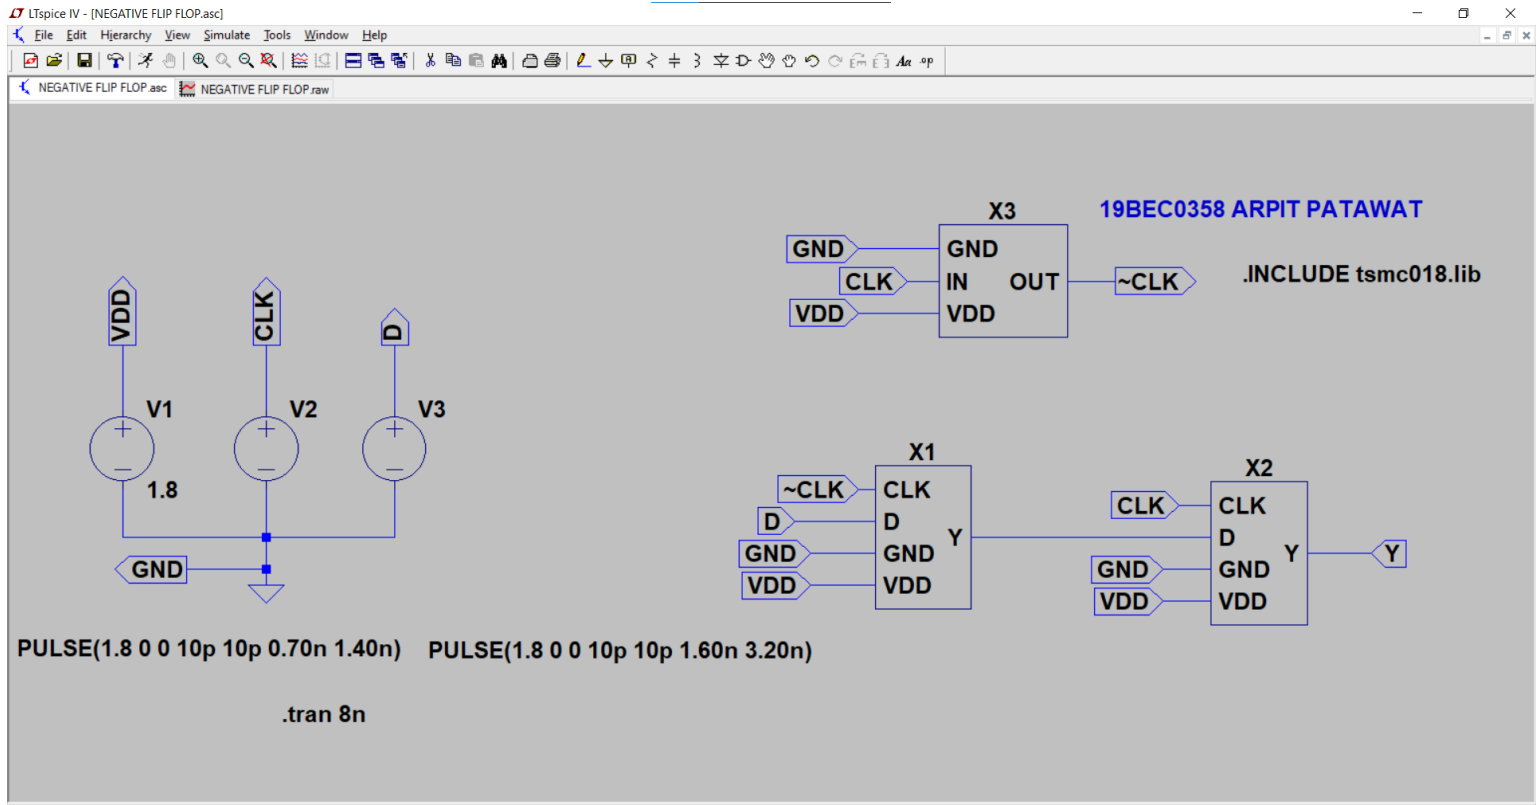 LTspice IV - [NEGATIVE FLIP FLOP.asc]
File Edit Hierarchy View Simulate Tools Window Help
Aa .op
NEGATIVE FLIP FLOP.asc NEGATIVE FLIP FLOP.raw
X3
19BEC0358 ARPIT PATAWAT
GND GND
CLK IN OUT ~CLK
VDD VDD
.INCLUDE tsmc018.lib
VDD CLK D
V1 V2 V3
1.8
GND
X1
~CLK CLK
D D
GND GND
VDD VDD
Y
X2
CLK CLK
D
GND GND
VDD VDD
Y Y
PULSE(1.8 0 0 10p 10p 0.70n 1.40n) PULSE(1.8 0 0 10p 10p 1.60n 3.20n)
.tran 8n